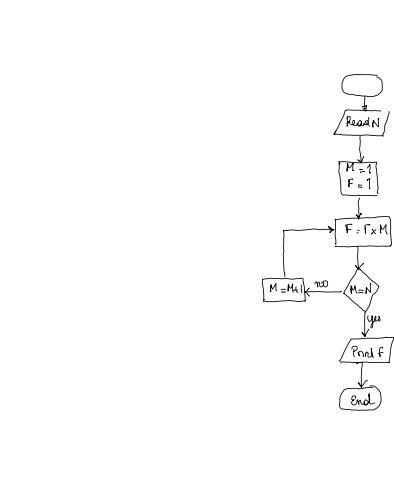 Read N
M = 1
F = 1
F = F x M
M = N
no
M = M+1
yes
Print F
End